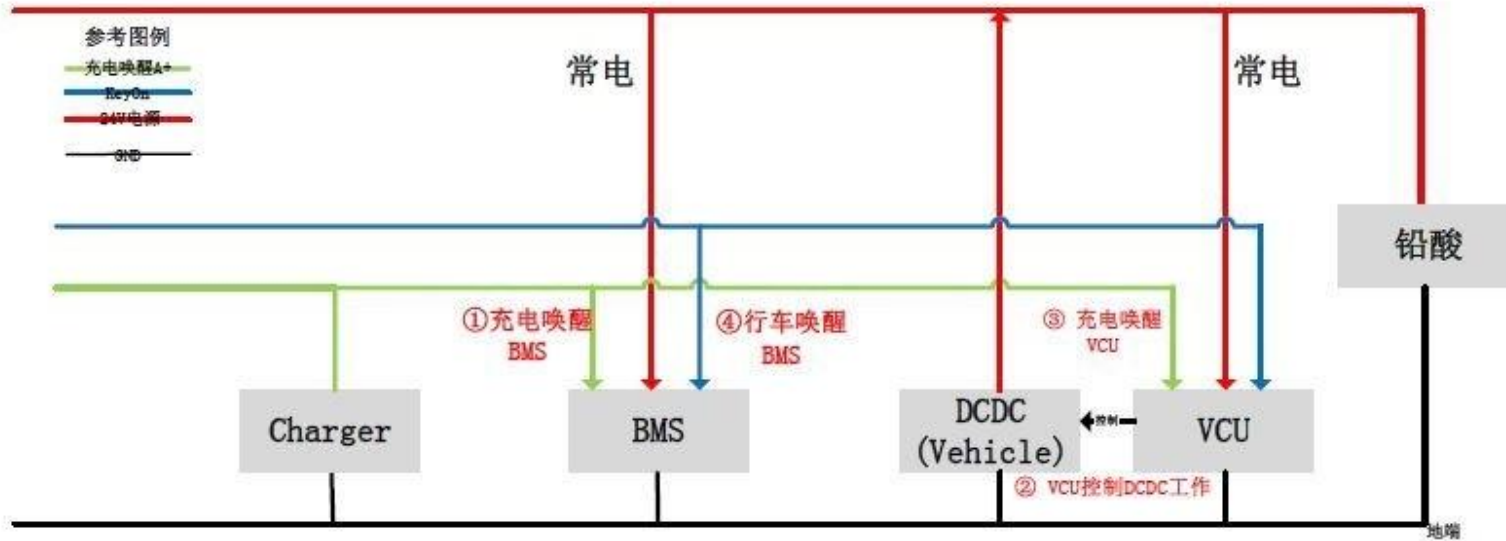 参考图例
充电唤醒A+
KeyOn
24V电源
GND
常电
常电
铅酸
①充电唤醒
BMS
④行车唤醒
BMS
③ 充电唤醒
VCU
Charger
BMS
DCDC
(Vehicle)
控制
VCU
② VCU控制DCDC工作
地端